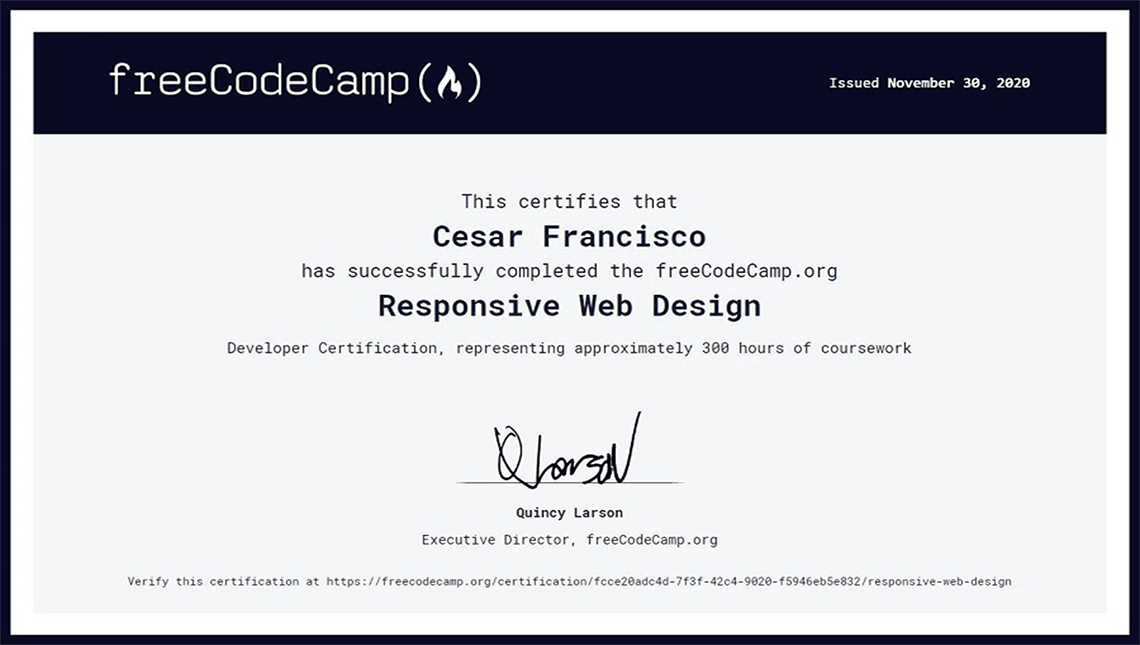 freeCodeCamp(🔥)
Issued November 30, 2020
This certifies that
Cesar Francisco
has successfully completed the freeCodeCamp.org
Responsive Web Design
Developer Certification, representing approximately 300 hours of coursework
Q Larson
Quincy Larson
Executive Director, freeCodeCamp.org
Verify this certification at https://freecodecamp.org/certification/fcce20adc4d-7f3f-42c4-9020-f5946eb5e832/responsive-web-design